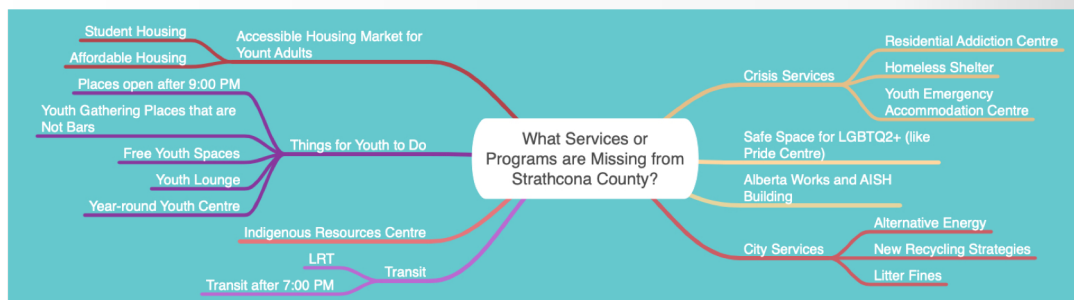 What Services or
Programs are Missing from
Strathcona County?
Accessible Housing Market for
Yount Adults
Student Housing
Affordable Housing
Things for Youth to Do
Places open after 9:00 PM
Youth Gathering Places that are
Not Bars
Free Youth Spaces
Youth Lounge
Year-round Youth Centre
Indigenous Resources Centre
Transit
LRT
Transit after 7:00 PM
Crisis Services
Residential Addiction Centre
Homeless Shelter
Youth Emergency
Accommodation Centre
Safe Space for LGBTQ2+ (like
Pride Centre)
Alberta Works and AISH
Building
City Services
Alternative Energy
New Recycling Strategies
Litter Fines